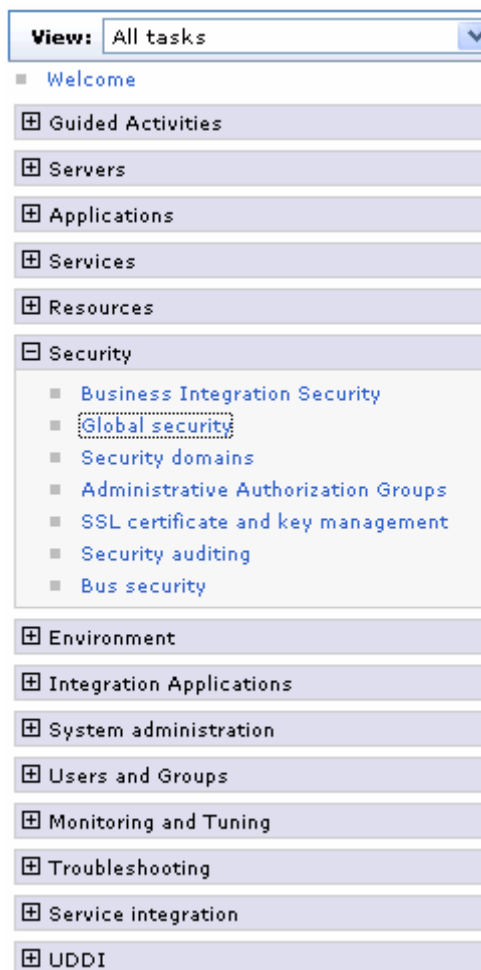 View: All tasks
Welcome
Guided Activities
Servers
Applications
Services
Resources
Security
Business Integration Security
Global security
Security domains
Administrative Authorization Groups
SSL certificate and key management
Security auditing
Bus security
Environment
Integration Applications
System administration
Users and Groups
Monitoring and Tuning
Troubleshooting
Service integration
UDDI